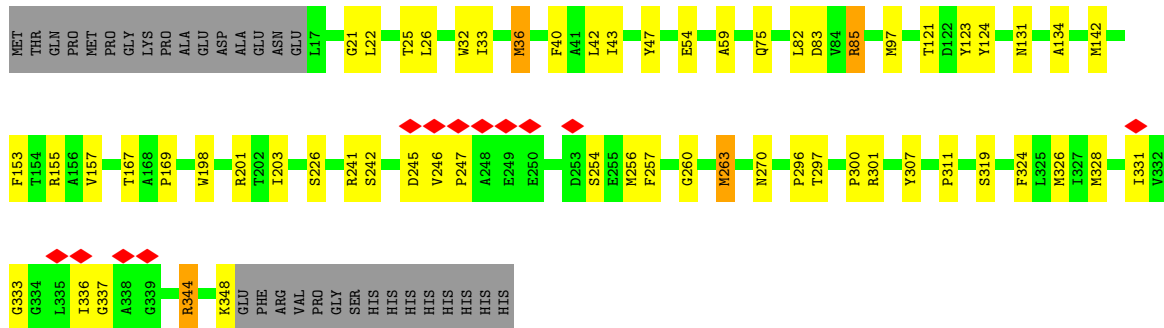 MET THR GLN PRO MET PRO GLY LYS PRO ALA GLU ASP ALA GLU ASN GLU L17 G21 L22 T25 L26 W32 I33 M36 F40 A41 L42 I43 Y47 E54 A59 Q75 L82 D83 V84 R85 M97 T121 D122 Y123 Y124 N131 A134 M142
F153 T154 R155 A156 V157 T167 A168 P169 W198 R201 T202 I203 S226 R241 S242 D245 V246 P247 A248 E249 E250 D253 S254 E255 M256 F257 G260 M263 N270 P296 T297 P300 R301 Y307 P311 S319 F324 L325 M326 I327 M328 I331 V332
G333 G334 L335 I336 G337 A338 G339 R344 K348 GLU PHE ARG VAL PRO GLY SER HIS HIS HIS HIS HIS HIS HIS HIS